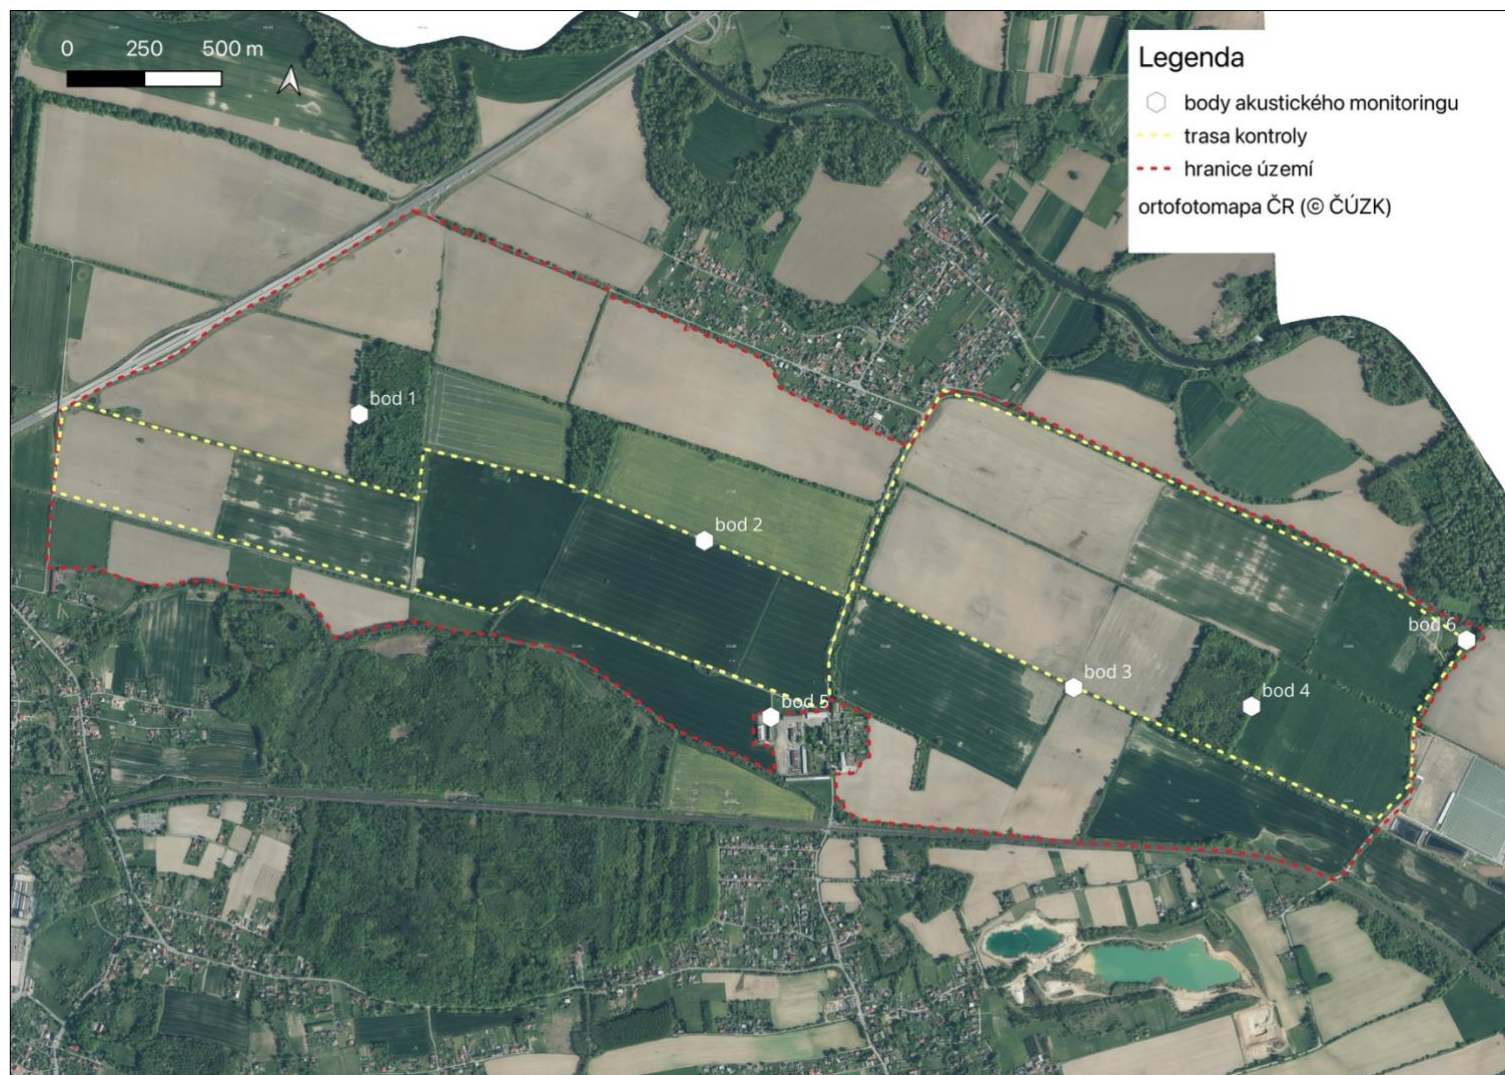 0 250 500 m
Legenda
body akustického monitoringu
trasa kontroly
hranice území
ortofotomapa ČR (© ČÚZK)
bod 1
bod 2
bod 3
bod 4
bod 5
bod 6